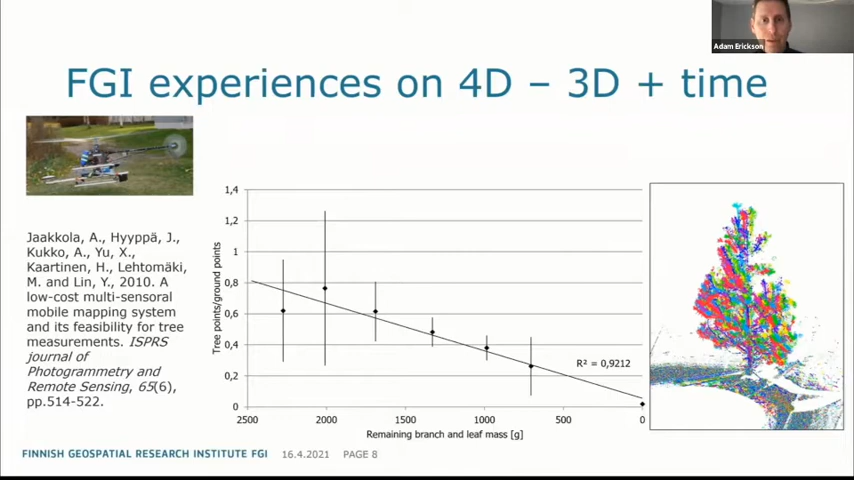 Adam Erickson
FGI experiences on 4D – 3D + time
Jaakkola, A., Hyyppä, J.,
Kukko, A., Yu, X.,
Kaartinen, H., Lehtomäki,
M. and Lin, Y., 2010. A
low-cost multi-sensoral
mobile mapping system
and its feasibility for tree
measurements. ISPRS
journal of
Photogrammetry and
Remote Sensing, 65(6),
pp.514-522.
Tree points/ground points
1,4
1,2
1
0,8
0,6
0,4
0,2
0
R² = 0,9212
2500 2000 1500 1000 500 0
Remaining branch and leaf mass [g]
FINNISH GEOSPATIAL RESEARCH INSTITUTE FGI 16.4.2021 PAGE 8